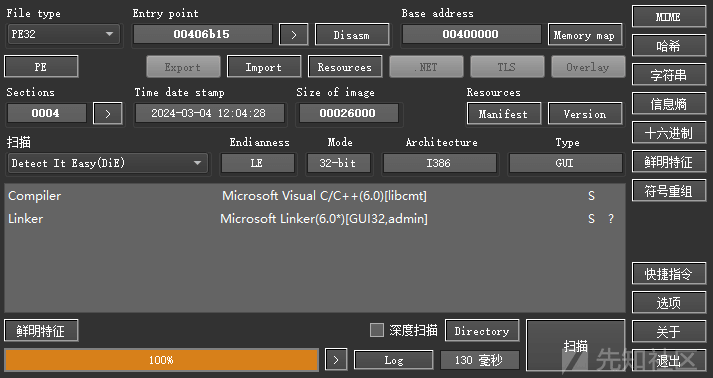 File type Entry point Base address MIME
PE32 00406b15 > Disasm 00400000 Memory map 哈希
PE Export Import Resources .NET TLS Overlay 字符串
Sections Time date stamp Size of image Resources 信息熵
0004 > 2024-03-04 12:04:28 00026000 Manifest Version 十六进制
扫描 Endianness Mode Architecture Type
Detect It Easy(DiE) LE 32-bit I386 GUI 鲜明特征
Compiler Microsoft Visual C/C++(6.0)[libcmt] S 符号重组
Linker Microsoft Linker(6.0*)[GUI32,admin] S ?
快捷指令
选项
鲜明特征 深度扫描 Directory 扫描 关于
100% > Log 130 毫秒 退出
先知社区